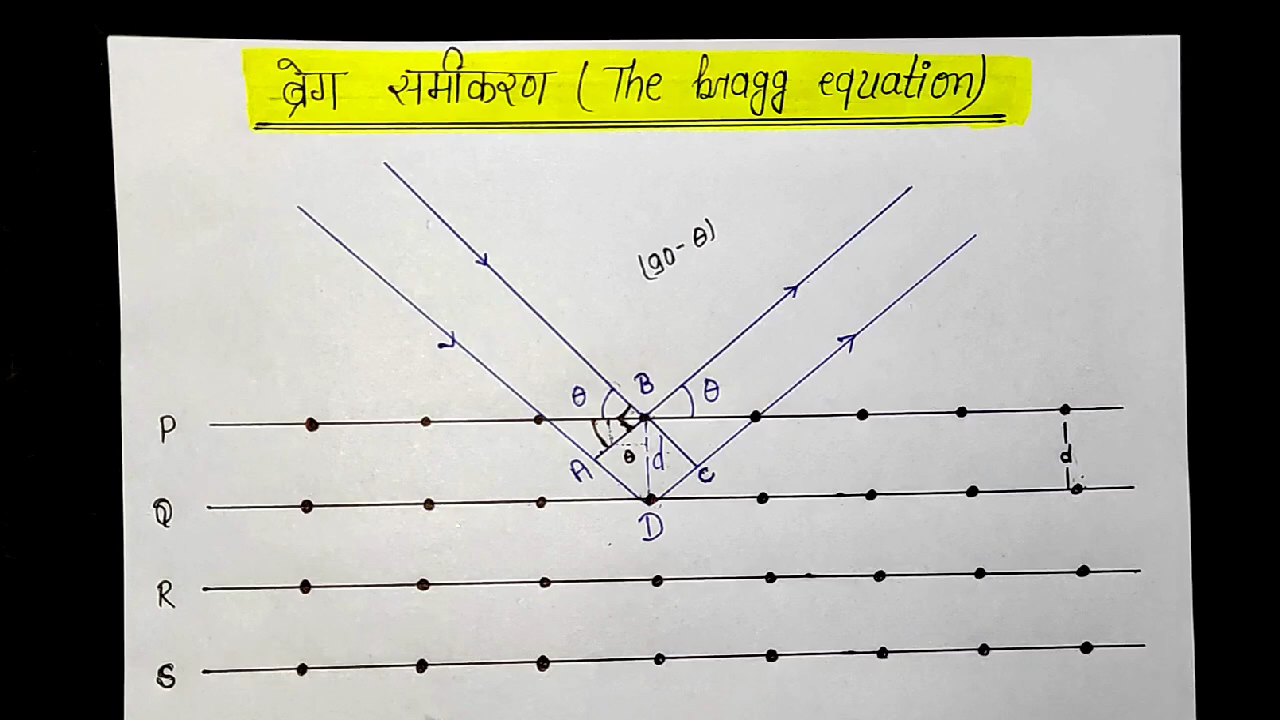 ब्रेग समीकरण (The bragg equation)
(90-θ)
θ B θ
P
A θ d C d
Q
D
R
S